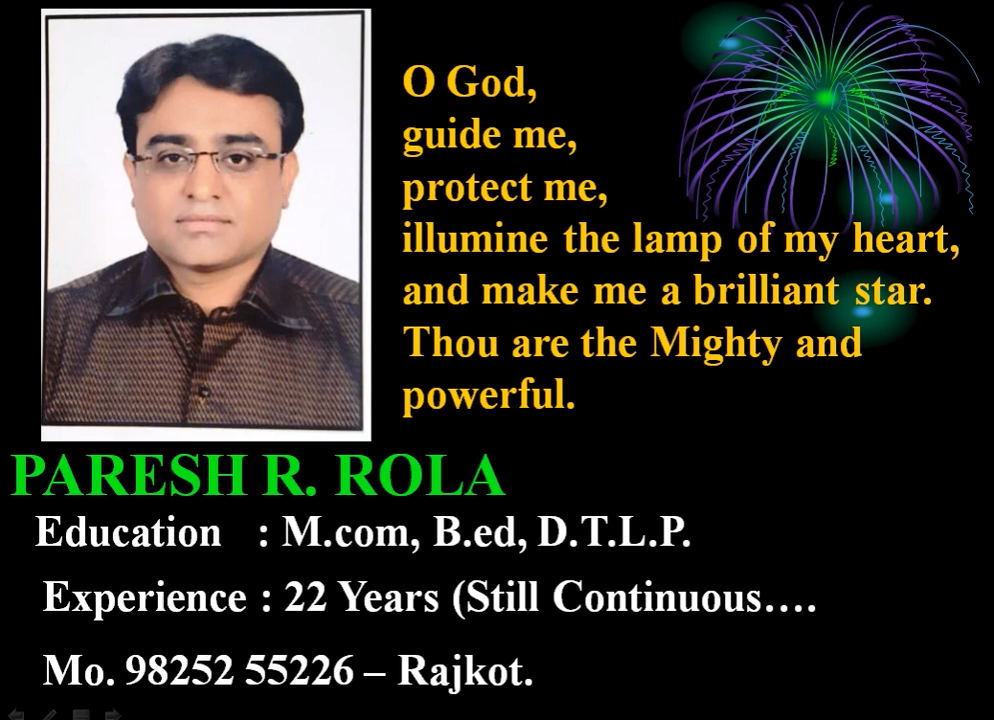 O God,
guide me,
protect me,
illumine the lamp of my heart,
and make me a brilliant star.
Thou are the Mighty and
powerful.
PARESH R. ROLA
Education : M.com, B.ed, D.T.L.P.
Experience : 22 Years (Still Continuous....
Mo. 98252 55226 – Rajkot.